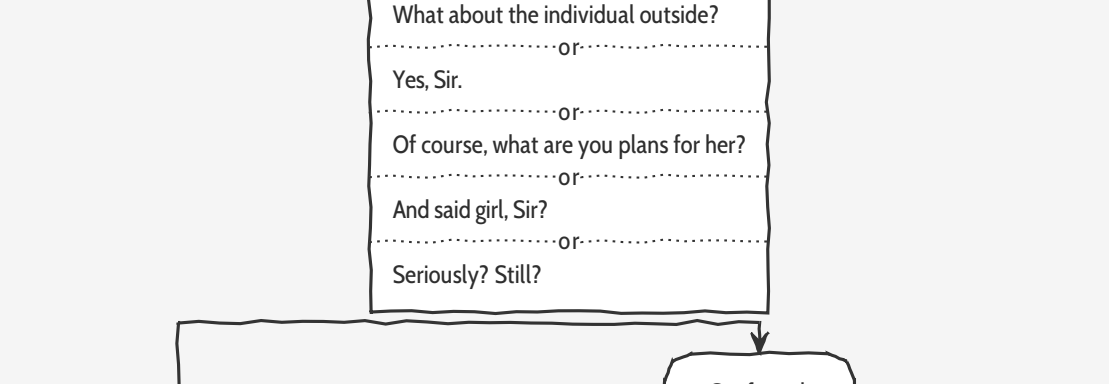 What about the individual outside?
or
Yes, Sir.
or
Of course, what are you plans for her?
or
And said girl, Sir?
or
Seriously? Still?